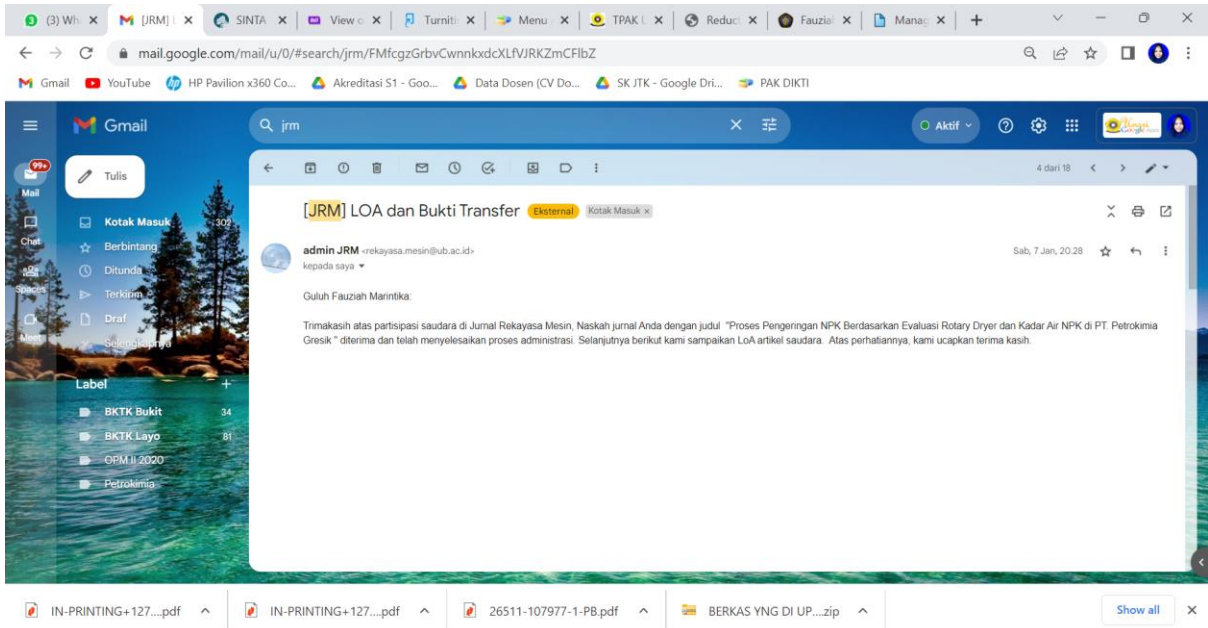 (3) Wh
[JRM] L
SINTA
View o
Turniti
Menu
TPAK U
Reduct
Fauzial
Manag
mail.google.com/mail/u/0/#search/jrm/FMfcgzGrbvCwnnkxdcXLfVJRKZmCFlbZ
Gmail
YouTube
HP Pavilion x360 Co...
Akreditasi S1 - Goo...
Data Dosen (CV Do...
SK JTK - Google Dri...
PAK DIKTI
Gmail
jrm
Aktif
99+
Mail
Chat
Spaces
Meet
Tulis
Kotak Masuk 309
Berbintang
Ditunda
Terkirim
Draf
Selengkapnya
Label
BKTK Bukit 34
BKTK Layo 81
OPM II 2020
Petrokimia
4 dari 18
[JRM] LOA dan Bukti Transfer Eksternal Kotak Masuk ×
admin JRM <rekayasa.mesin@ub.ac.id>
Sab, 7 Jan, 20.28
kepada saya
Guluh Fauziah Marintika:
Trimakasih atas partisipasi saudara di Jurnal Rekayasa Mesin, Naskah jurnal Anda dengan judul "Proses Pengeringan NPK Berdasarkan Evaluasi Rotary Dryer dan Kadar Air NPK di PT. Petrokimia
Gresik " diterima dan telah menyelesaikan proses administrasi. Selanjutnya berikut kami sampaikan LoA artikel saudara. Atas perhatiannya, kami ucapkan terima kasih.
IN-PRINTING+127....pdf
IN-PRINTING+127....pdf
26511-107977-1-PB.pdf
BERKAS YNG DI UP....zip
Show all